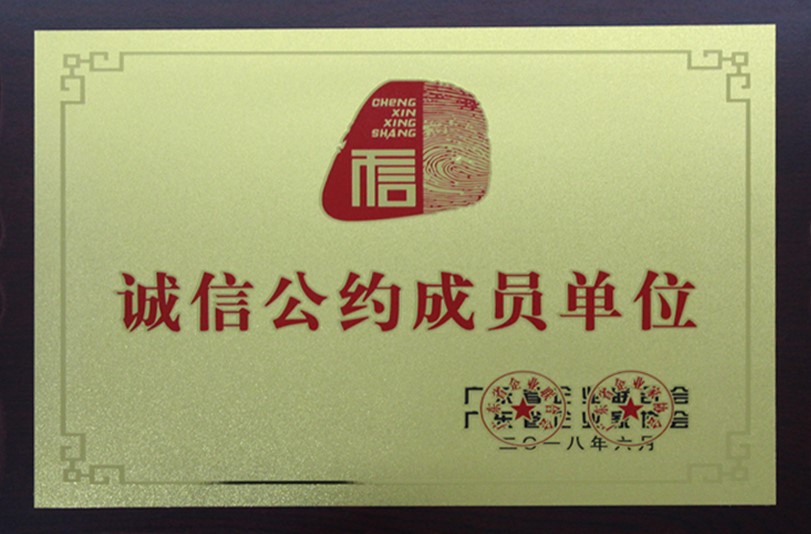 CHENG
XIN
XING
SHANG
信
诚信公约成员单位
广东省企业联合会
广东省企业家协会
二〇一八年六月